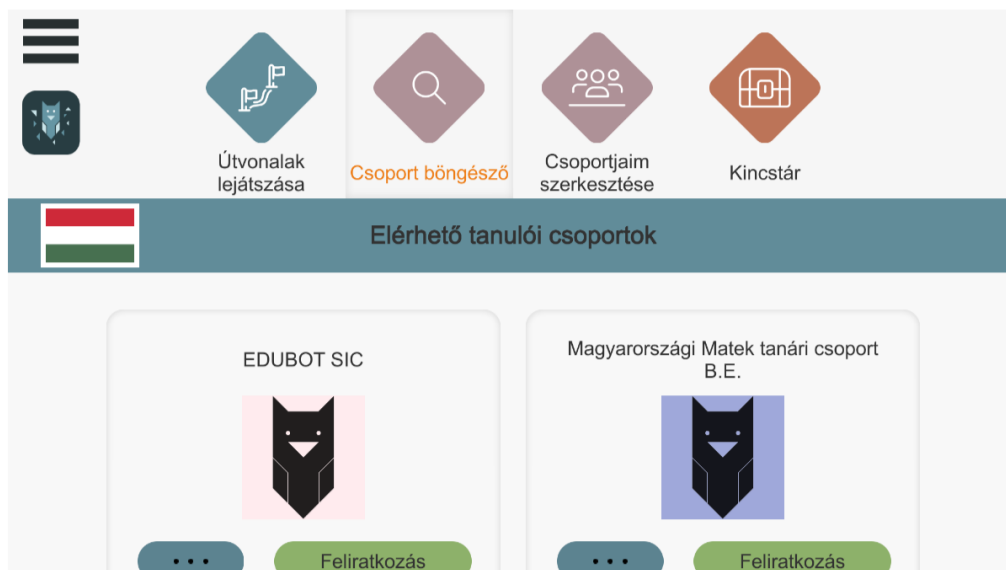 Útvonalak
lejátszása
Csoport böngésző
Csoportjaim
szerkesztése
Kincstár
Elérhető tanulói csoportok
EDUBOT SIC
Magyarországi Matek tanári csoport
B.E.
Feliratkozás
Feliratkozás